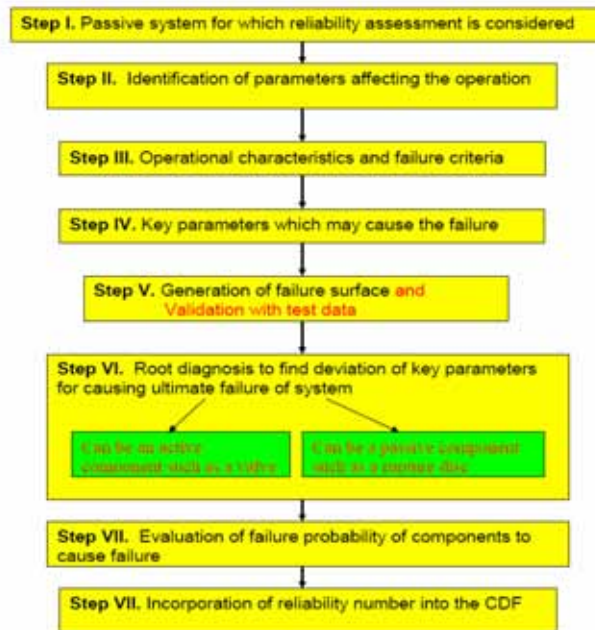 Step I. Passive system for which reliability assessment is considered
Step II. Identification of parameters affecting the operation
Step III. Operational characteristics and failure criteria
Step IV. Key parameters which may cause the failure
Step V. Generation of failure surface and
Validation with test data
Step VI. Root diagnosis to find deviation of key parameters
for causing ultimate failure of system
Can be an active
component such as a valve
Can be a passive component
such as a rupture disc
Step VII. Evaluation of failure probability of components to
cause failure
Step VII. Incorporation of reliability number into the CDF